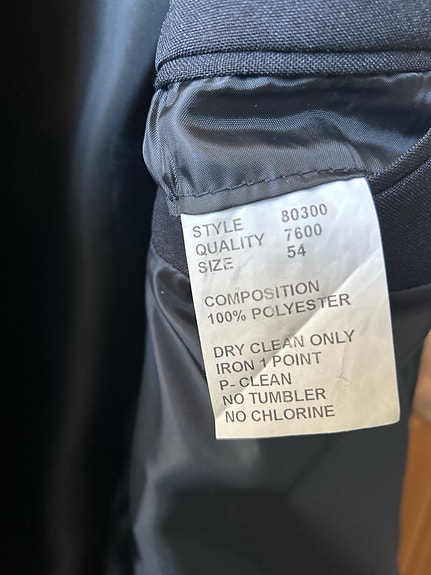 STYLE 80300
QUALITY 7600
SIZE 54
COMPOSITION
100% POLYESTER
DRY CLEAN ONLY
IRON 1 POINT
P- CLEAN
NO TUMBLER
NO CHLORINE